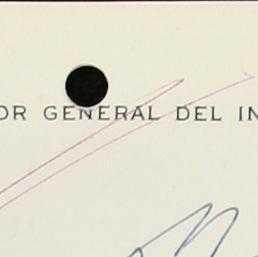 OR GENERAL DEL IN